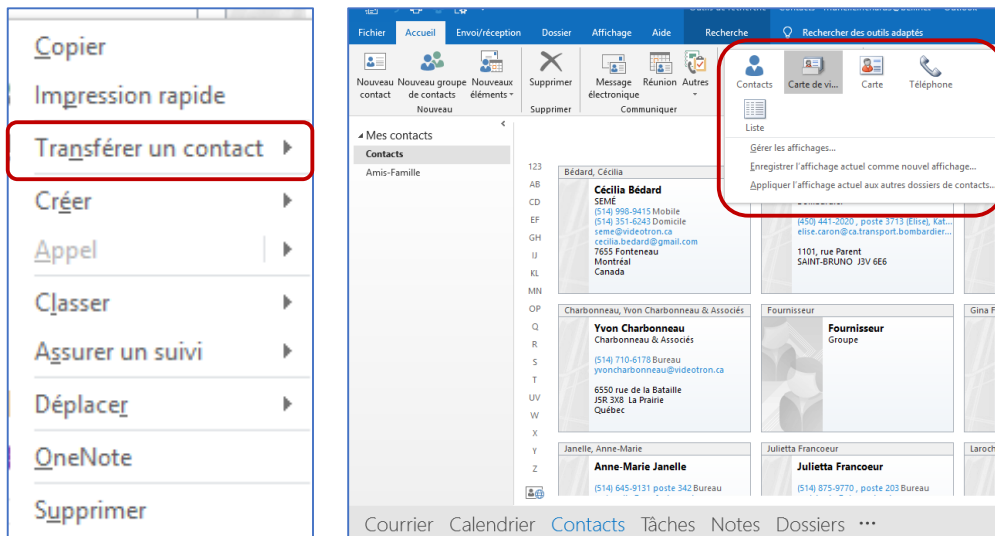 Copier
Impression rapide
Transférer un contact
Créer
Appel
Classer
Assurer un suivi
Déplacer
OneNote
Supprimer
Fichier Accueil Envoi/réception Dossier Affichage Aide Recherche Rechercher des outils adaptés
Nouveau contact
Nouveau groupe de contacts
Nouveaux éléments
Supprimer
Message électronique
Réunion
Autres
Nouveau Supprimer Communiquer
Contacts Carte de vi... Carte Téléphone
Liste
Gérer les affichages...
Enregistrer l'affichage actuel comme nouvel affichage...
Appliquer l'affichage actuel aux autres dossiers de contacts...
Mes contacts
Contacts
Amis-Famille
123
AB
CD
EF
GH
IJ
KL
MN
OP
Q
R
S
T
UV
W
X
Y
Z
Bédard, Cécilia
Cécilia Bédard
SEMÉ
(514) 998-9415 Mobile
(514) 351-6243 Domicile
seme@videotron.ca
cecilia.bedard@gmail.com
7655 Fonteneau
Montréal
Canada
(450) 441-2020 , poste 3713 (Élise), Kat...
elise.caron@ca.transport.bombardier...
1101, rue Parent
SAINT-BRUNO J3V 6E6
Charbonneau, Yvon Charbonneau & Associés
Yvon Charbonneau
Charbonneau & Associés
(514) 710-6178 Bureau
yvoncharbonneau@videotron.ca
6550 rue de la Bataille
J5R 3X8 La Prairie
Québec
Fournisseur
Fournisseur
Groupe
Gina F
Janelle, Anne-Marie
Anne-Marie Janelle
(514) 645-9131 poste 342 Bureau
Julietta Francoeur
Julietta Francoeur
(514) 875-9770 , poste 203 Bureau
Laroch
Courrier Calendrier Contacts Tâches Notes Dossiers ...